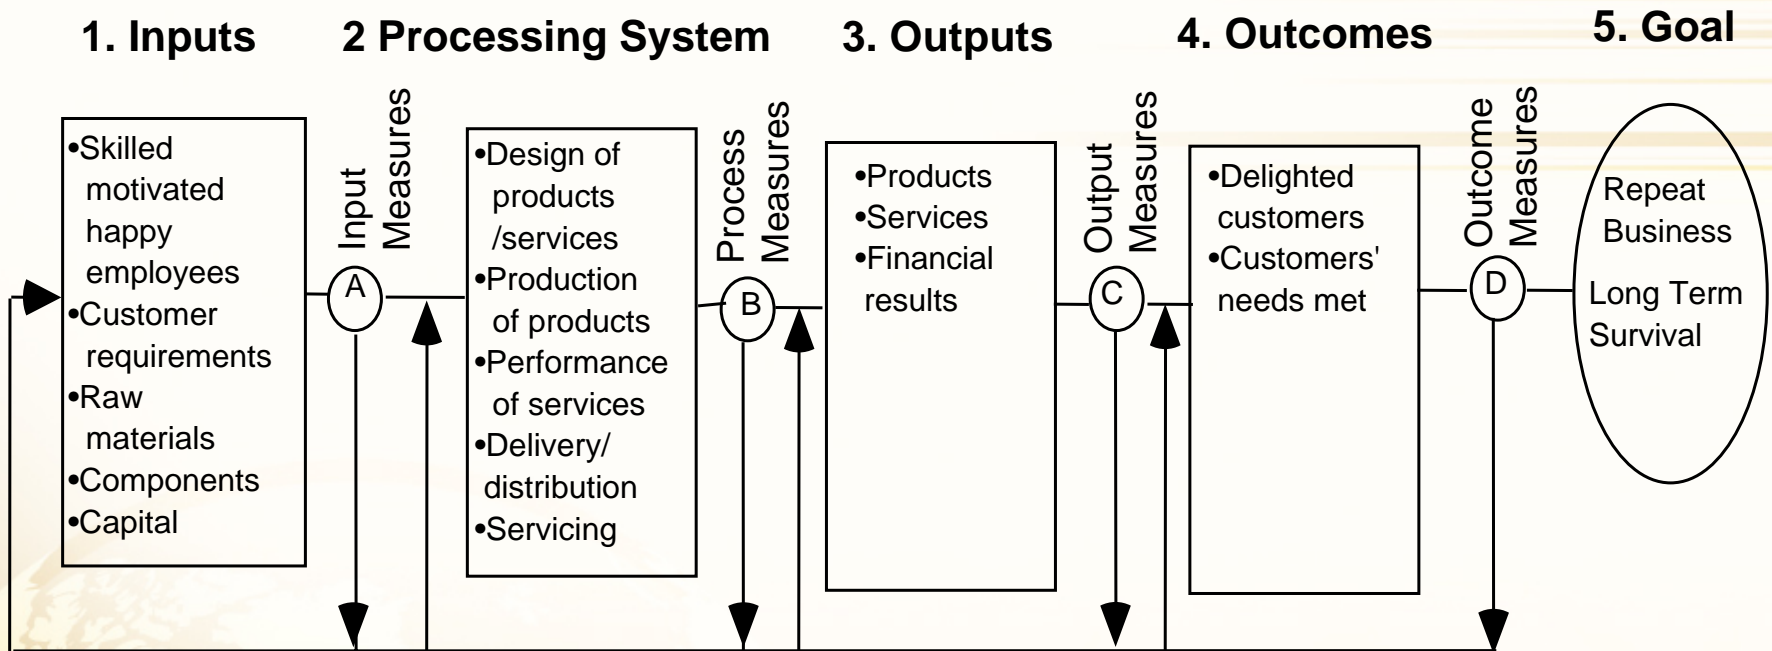 1. Inputs
2 Processing System
3. Outputs
4. Outcomes
5. Goal
•Skilled
motivated
happy
employees
•Customer
requirements
•Raw
materials
•Components
•Capital
Input
Measures
A
•Design of
products
/services
•Production
of products
•Performance
of services
•Delivery/
distribution
•Servicing
Process
Measures
B
•Products
•Services
•Financial
results
Output
Measures
C
•Delighted
customers
•Customers'
needs met
Outcome
Measures
D
Repeat
Business
Long Term
Survival